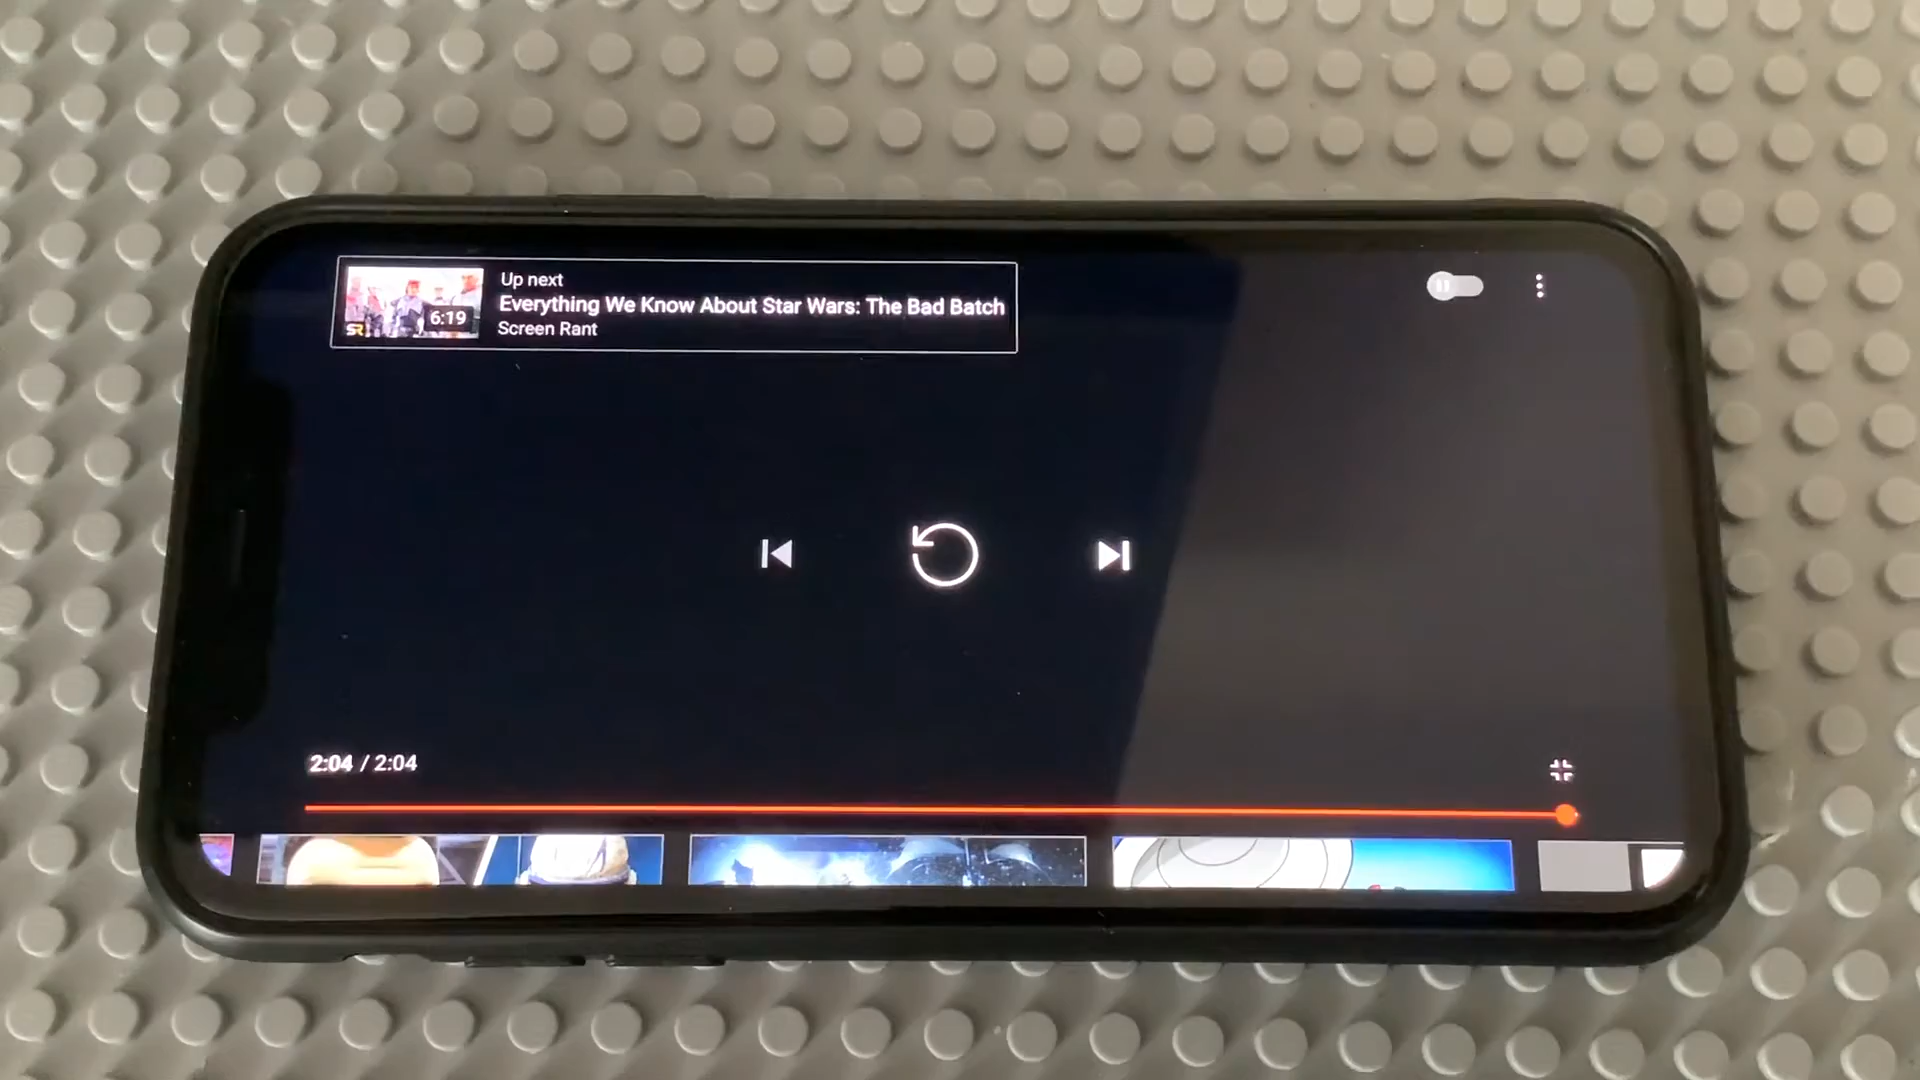 Up next
Everything We Know About Star Wars: The Bad Batch
6:19
SR
Screen Rant
2:04 / 2:04